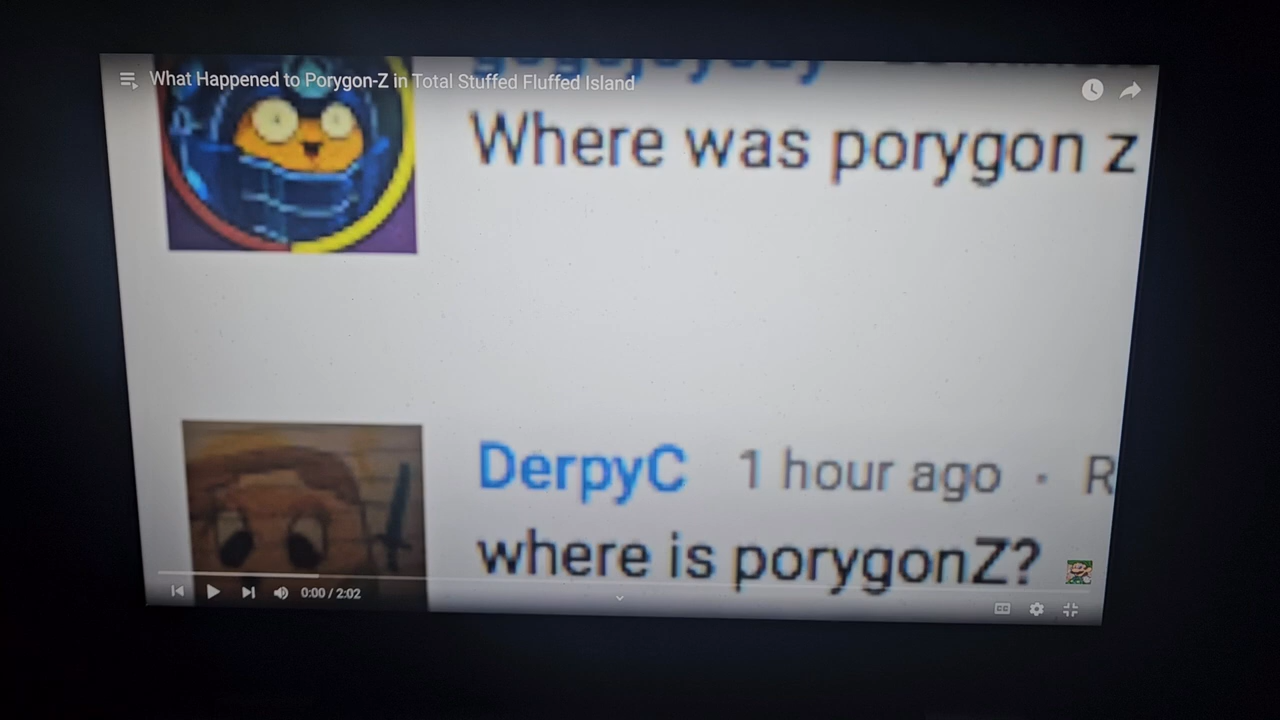 What Happened to Porygon-Z in Total Stuffed Fluffed Island
Where was porygon z
DerpyC 1 hour ago · R
where is porygonZ?
0:00 / 2:02
CC